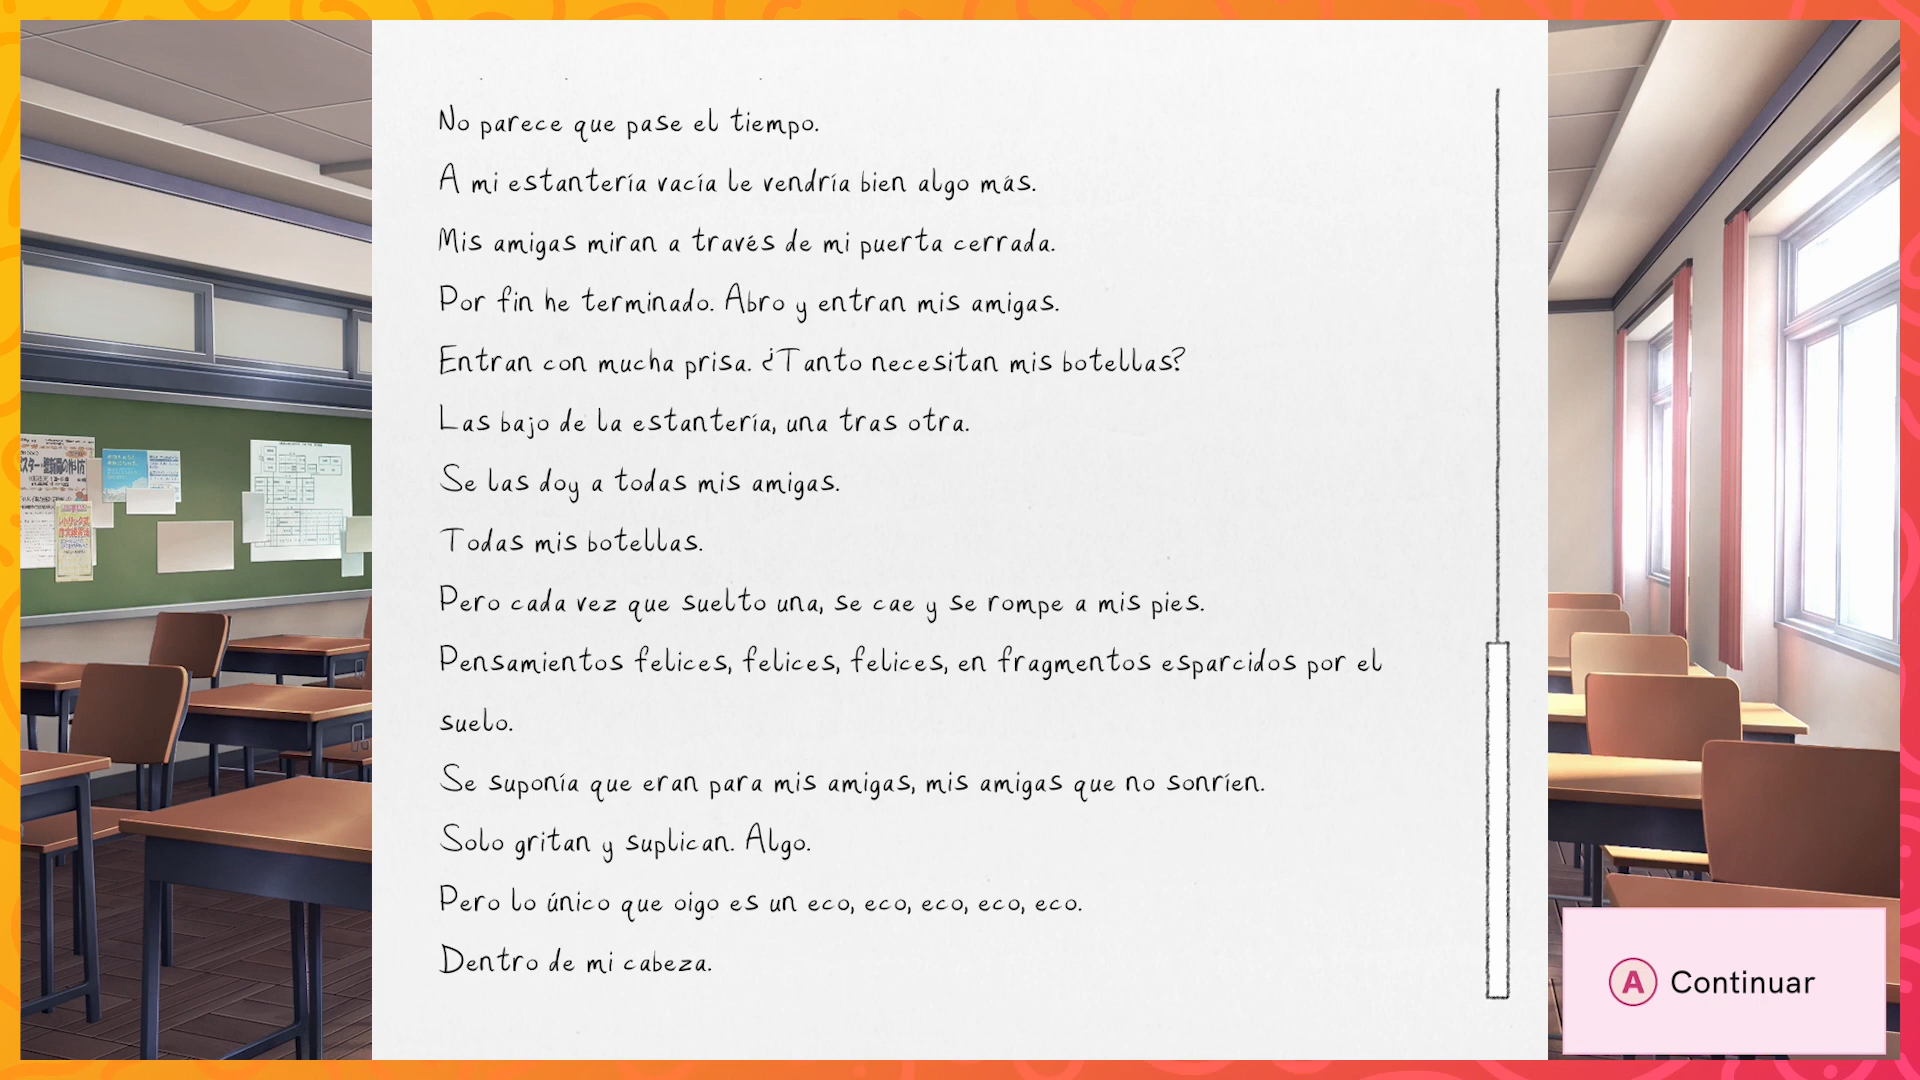 No parece que pase el tiempo.
A mi estantería vacía le vendría bien algo más.
Mis amigas miran a través de mi puerta cerrada.
Por fin he terminado. Abro y entran mis amigas.
Entran con mucha prisa. ¿Tanto necesitan mis botellas?
Las bajo de la estantería, una tras otra.
Se las doy a todas mis amigas.
Todas mis botellas.
Pero cada vez que suelto una, se cae y se rompe a mis pies.
Pensamientos felices, felices, felices, en fragmentos esparcidos por el
suelo.
Se suponía que eran para mis amigas, mis amigas que no sonríen.
Solo gritan y suplican. Algo.
Pero lo único que oigo es un eco, eco, eco, eco, eco.
Dentro de mi cabeza.
A Continuar